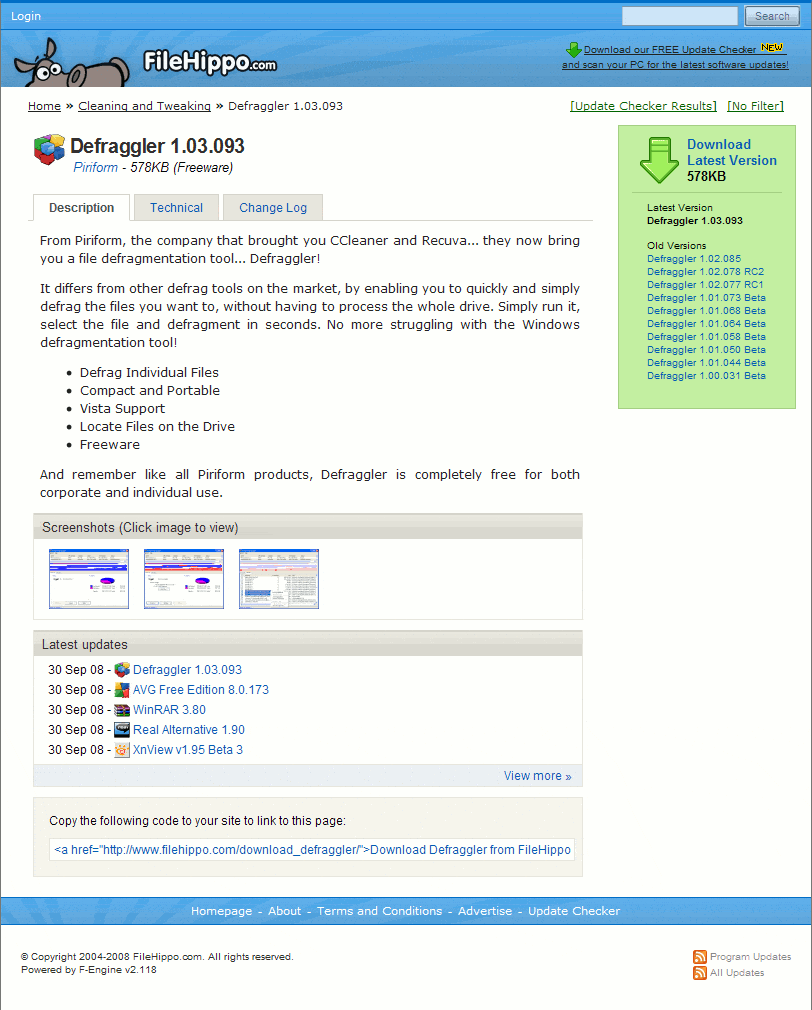 Login
Search
FileHippo.com
Download our FREE Update Checker NEW
and scan your PC for the latest software updates!
Home » Cleaning and Tweaking » Defraggler 1.03.093
[Update Checker Results] [No Filter]
Defraggler 1.03.093
Piriform - 578KB (Freeware)
Description Technical Change Log
From Piriform, the company that brought you CCleaner and Recuva... they now bring
you a file defragmentation tool... Defraggler!
It differs from other defrag tools on the market, by enabling you to quickly and simply
defrag the files you want to, without having to process the whole drive. Simply run it,
select the file and defragment in seconds. No more struggling with the Windows
defragmentation tool!
• Defrag Individual Files
• Compact and Portable
• Vista Support
• Locate Files on the Drive
• Freeware
And remember like all Piriform products, Defraggler is completely free for both
corporate and individual use.
Download
Latest Version
578KB
Latest Version
Defraggler 1.03.093
Old Versions
Defraggler 1.02.085
Defraggler 1.02.078 RC2
Defraggler 1.02.077 RC1
Defraggler 1.01.073 Beta
Defraggler 1.01.068 Beta
Defraggler 1.01.064 Beta
Defraggler 1.01.058 Beta
Defraggler 1.01.050 Beta
Defraggler 1.01.044 Beta
Defraggler 1.00.031 Beta
Screenshots (Click image to view)
Latest updates
30 Sep 08 - Defraggler 1.03.093
30 Sep 08 - AVG Free Edition 8.0.173
30 Sep 08 - WinRAR 3.80
30 Sep 08 - Real Alternative 1.90
30 Sep 08 - XnView v1.95 Beta 3
View more »
Copy the following code to your site to link to this page:
<a href="http://www.filehippo.com/download_defraggler/">Download Defraggler from FileHippo
Homepage - About - Terms and Conditions - Advertise - Update Checker
© Copyright 2004-2008 FileHippo.com. All rights reserved.
Powered by F-Engine v2.118
Program Updates
All Updates